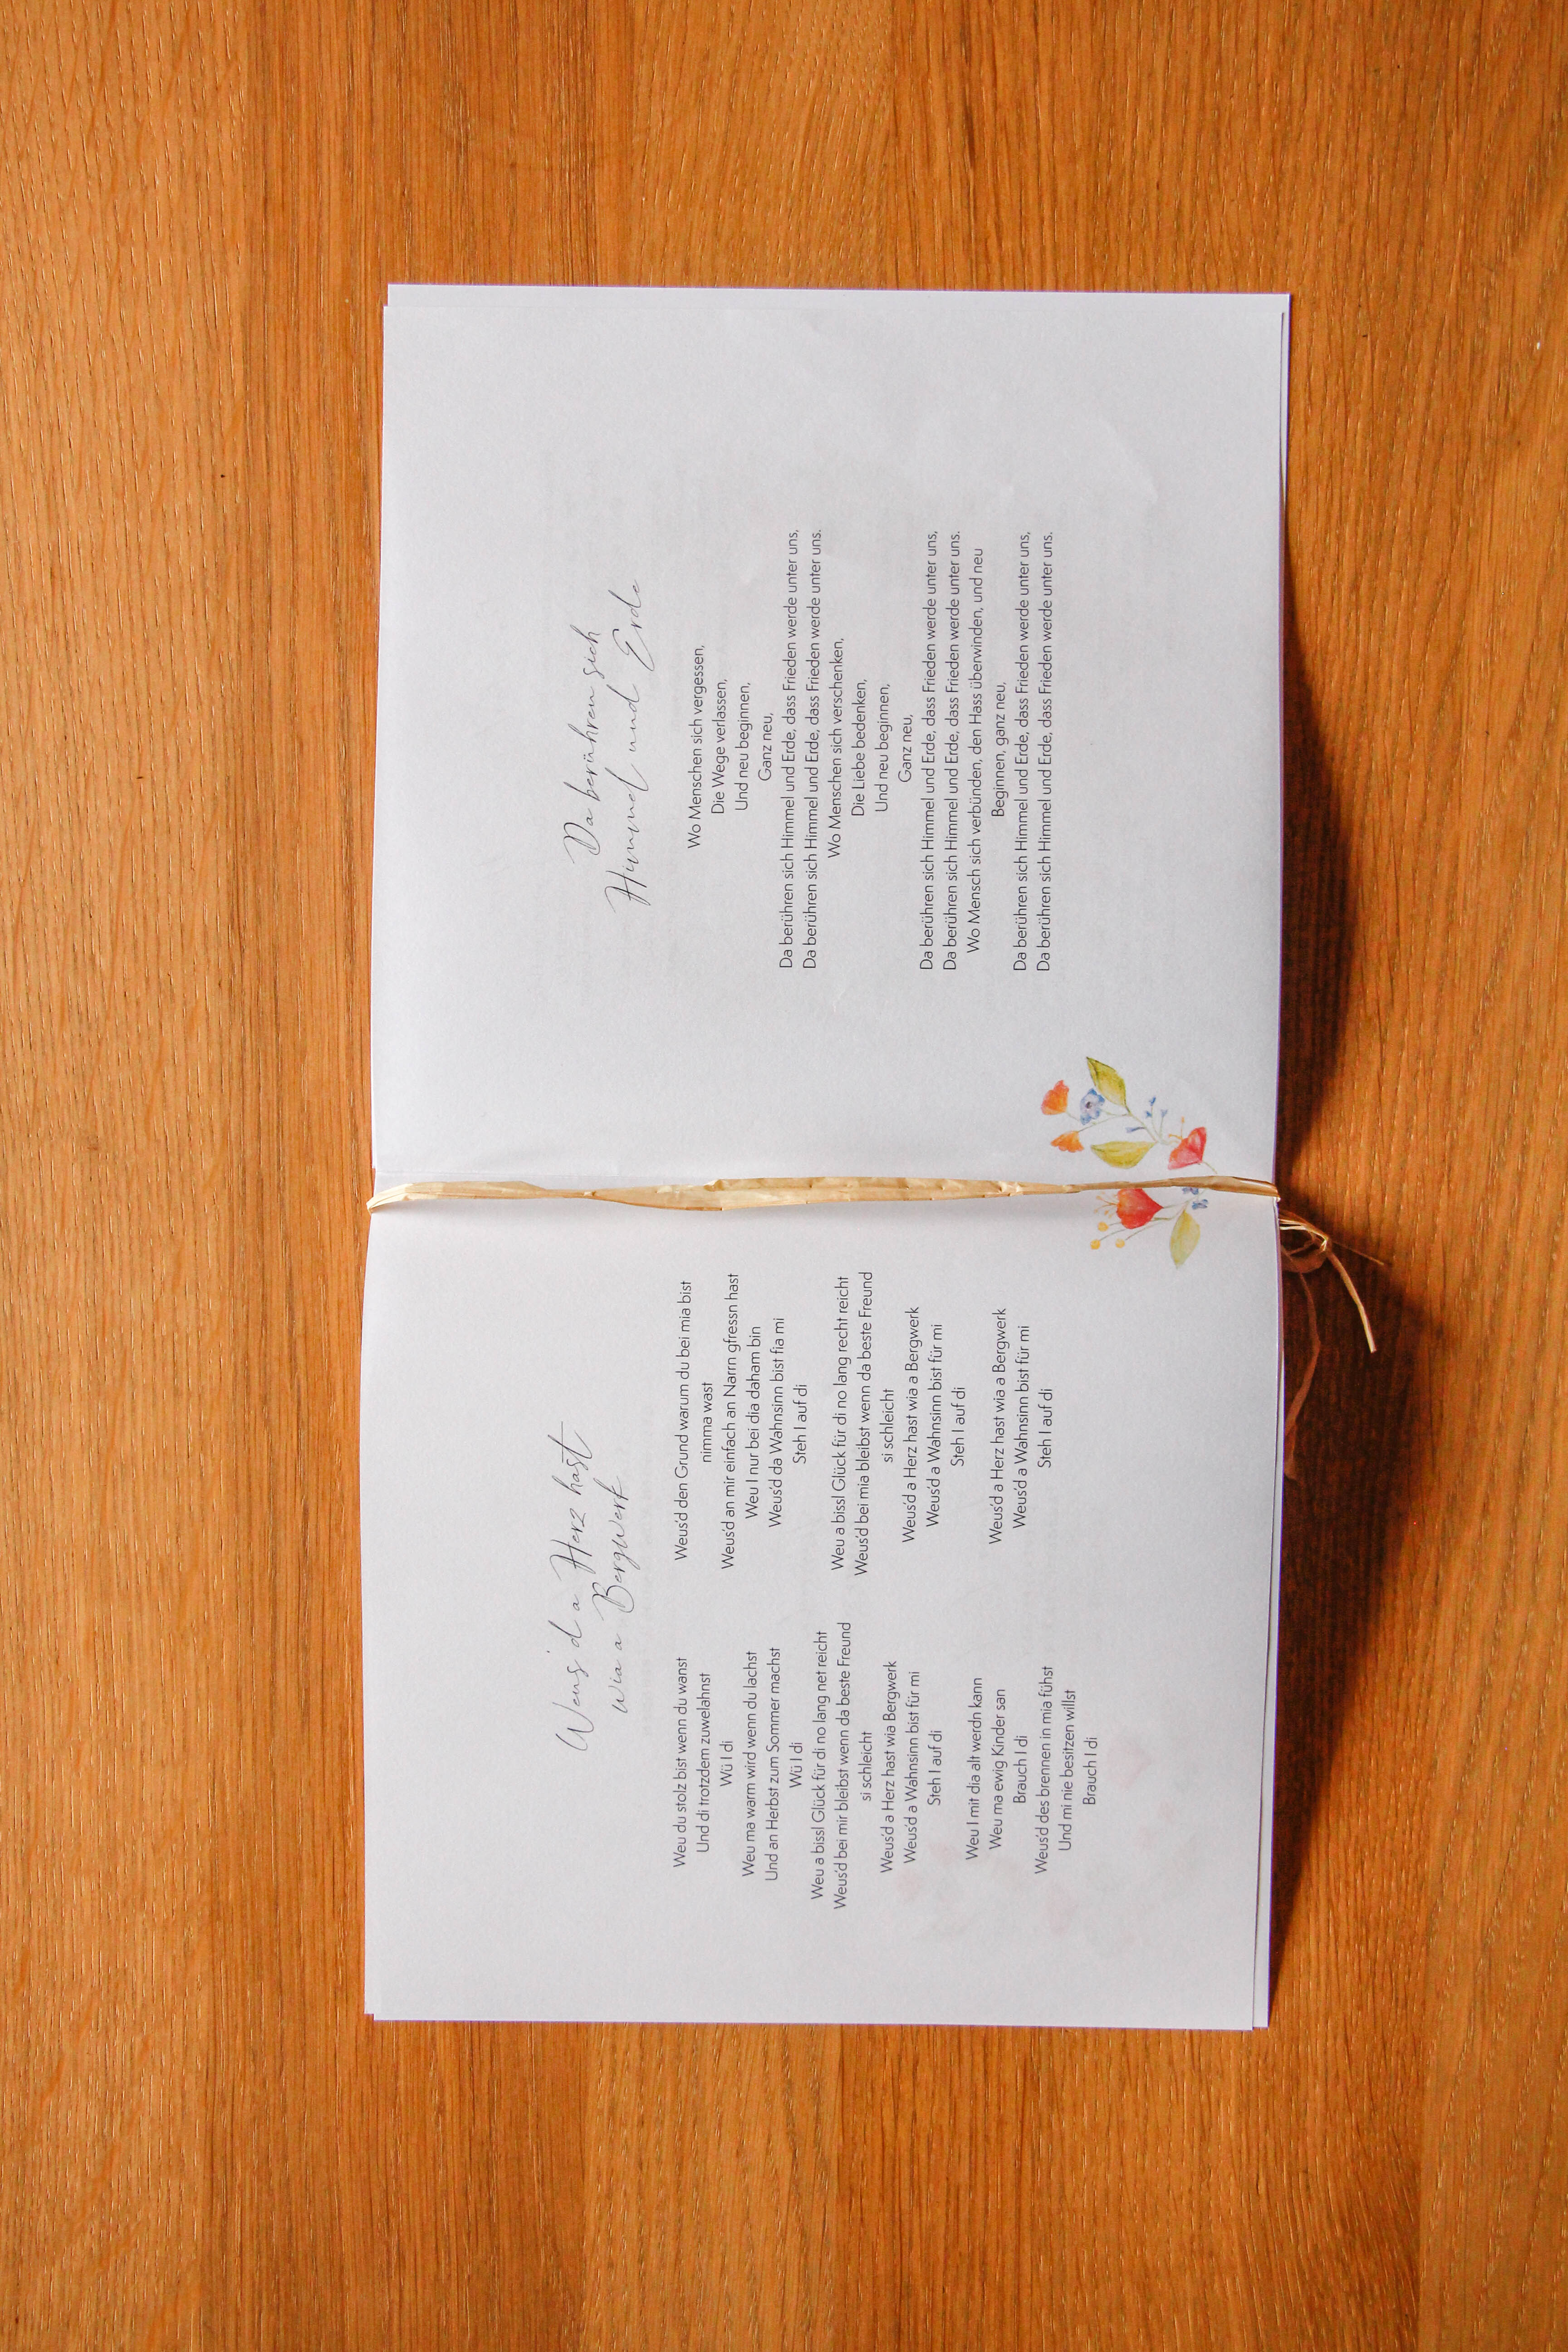 Weus'd a Herz hast
wia a Bergwerk
Weu du stolz bist wenn du wanst
Und di trotzdem zuwelahnst
Wü I di
Weu ma warm wird wenn du lachst
Und an Herbst zum Sommer machst
Wü I di
Weu a bissl Glück für di no lang net reicht
Weus'd bei mir bleibst wenn da beste Freund
si schleicht
Weus'd a Herz hast wia Bergwerk
Weus'd a Wahnsinn bist für mi
Steh I auf di
Weu I mit dia alt werdn kann
Weu ma ewig Kinder san
Brauch I di
Weus'd des brennen in mia fühst
Und mi nie besitzen willst
Brauch I di
Weus'd den Grund warum du bei mia bist
nimma wast
Weus'd an mir einfach an Narrn gfressn hast
Weu I nur bei dia daham bin
Weus'd da Wahnsinn bist fia mi
Steh I auf di
Weu a bissl Glück für di no lang recht reicht
Weus'd bei mia bleibst wenn da beste Freund
si schleicht
Weus'd a Herz hast wia a Bergwerk
Weus'd a Wahnsinn bist für mi
Steh I auf di
Weus'd a Herz hast wia a Bergwerk
Weus'd a Wahnsinn bist für mi
Steh I auf di
Da berühren sich
Himmel und Erde
Wo Menschen sich vergessen,
Die Wege verlassen,
Und neu beginnen,
Ganz neu,
Da berühren sich Himmel und Erde, dass Frieden werde unter uns,
Da berühren sich Himmel und Erde, dass Frieden werde unter uns.
Wo Menschen sich verschenken,
Die Liebe bedenken,
Und neu beginnen,
Ganz neu,
Da berühren sich Himmel und Erde, dass Frieden werde unter uns,
Da berühren sich Himmel und Erde, dass Frieden werde unter uns.
Wo Mensch sich verbünden, den Hass überwinden, und neu
Beginnen, ganz neu,
Da berühren sich Himmel und Erde, dass Frieden werde unter uns,
Da berühren sich Himmel und Erde, dass Frieden werde unter uns.